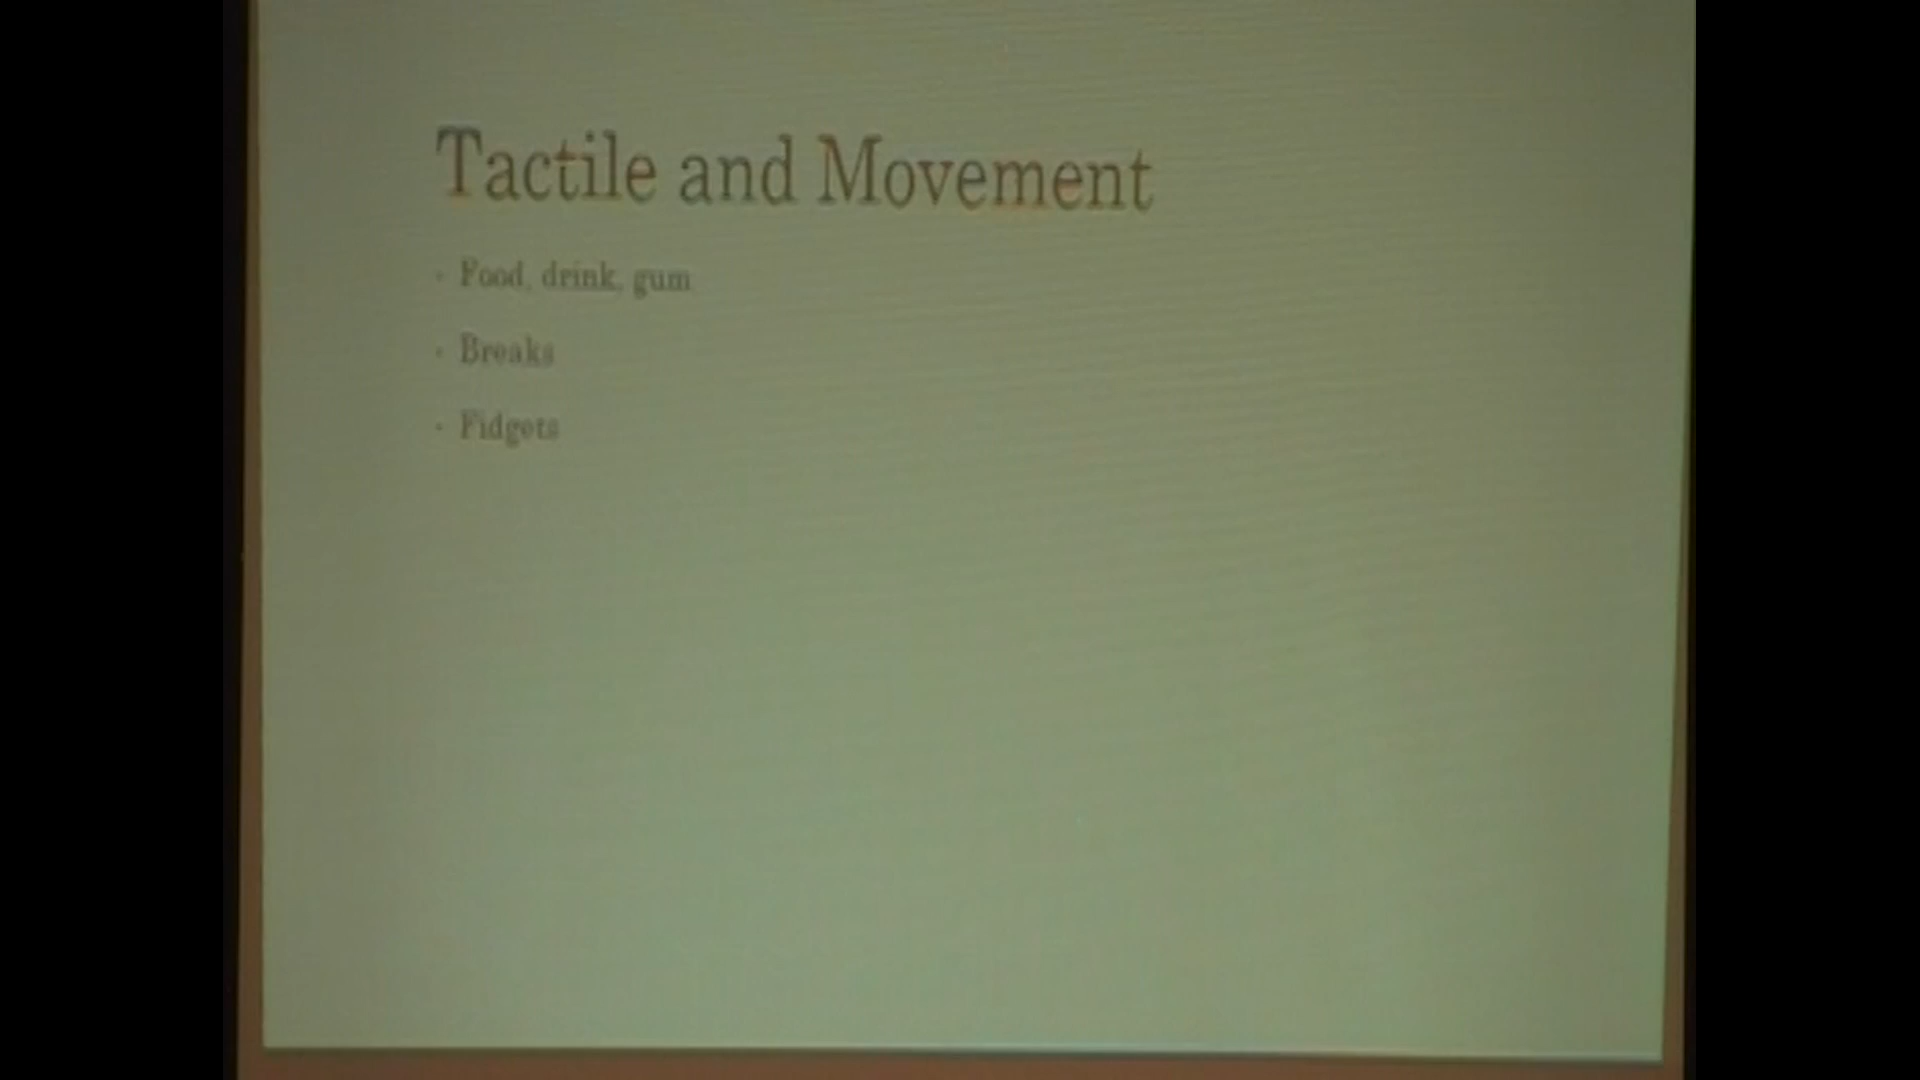 Tactile and Movement
• Food, drink, gum
• Breaks
• Fidgets